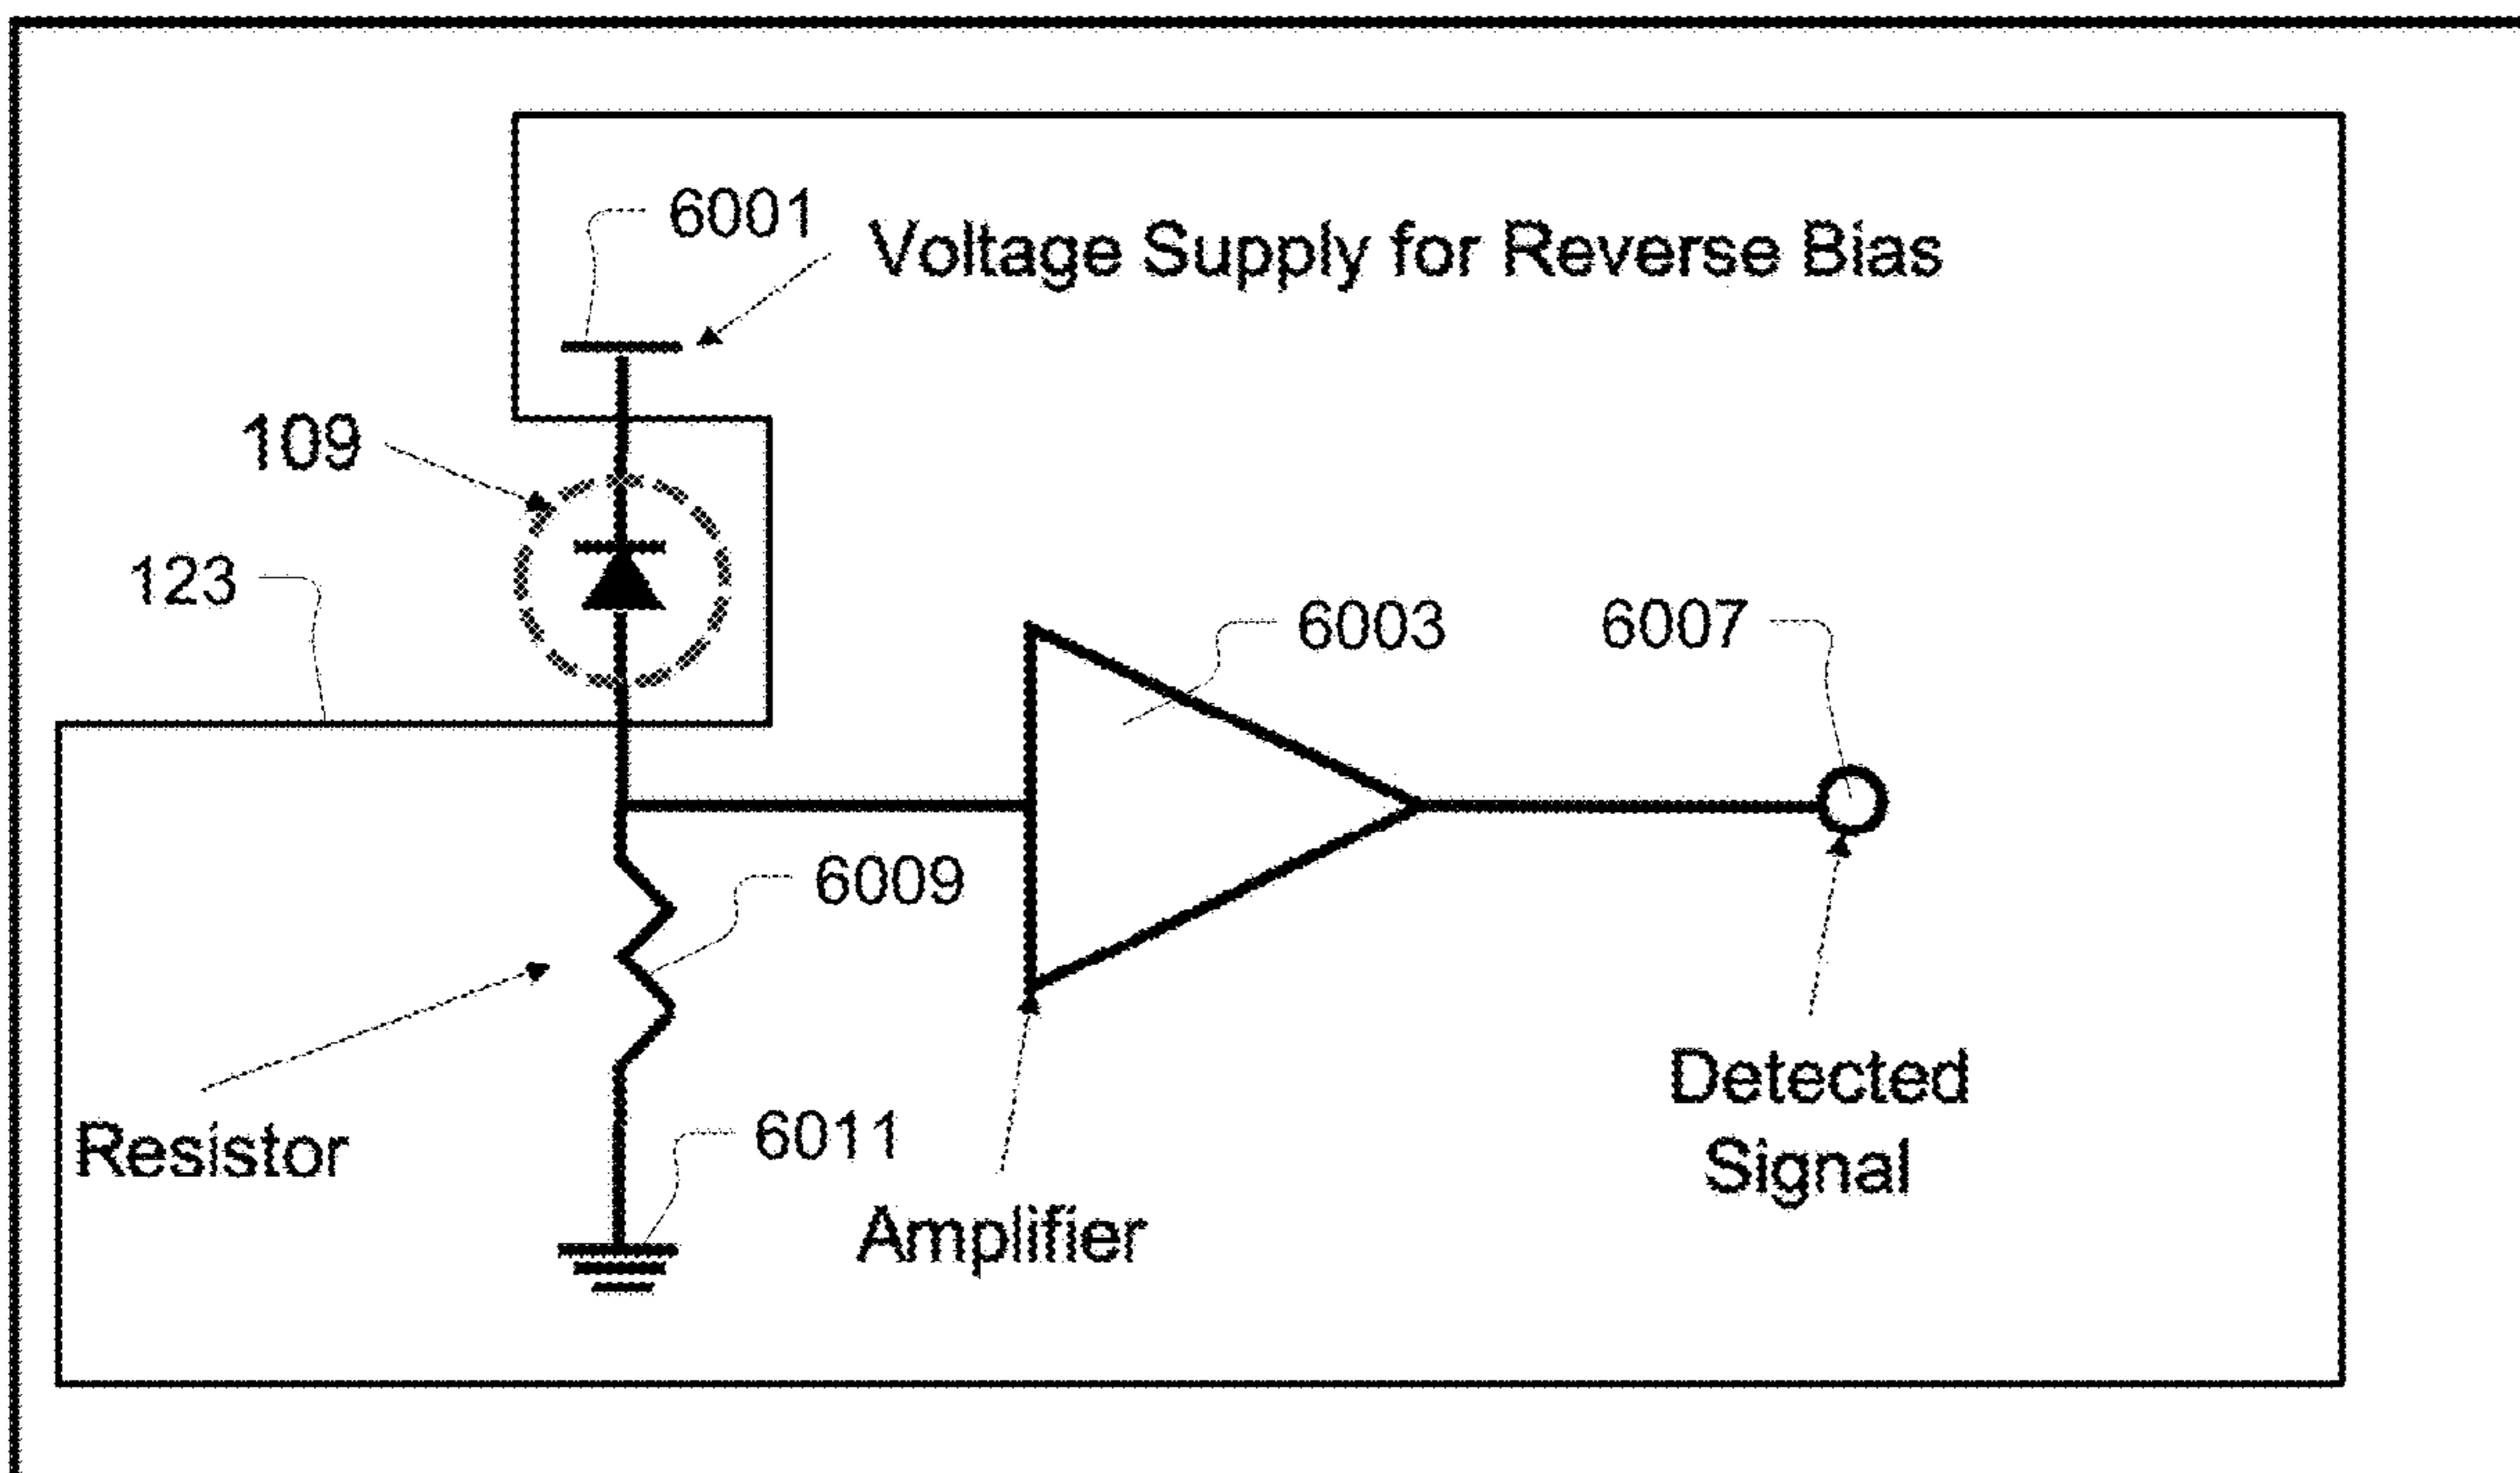 6001
Voltage Supply for Reverse Bias
109
123
6003
6007
6009
Detected
Signal
Resistor
6011
Amplifier